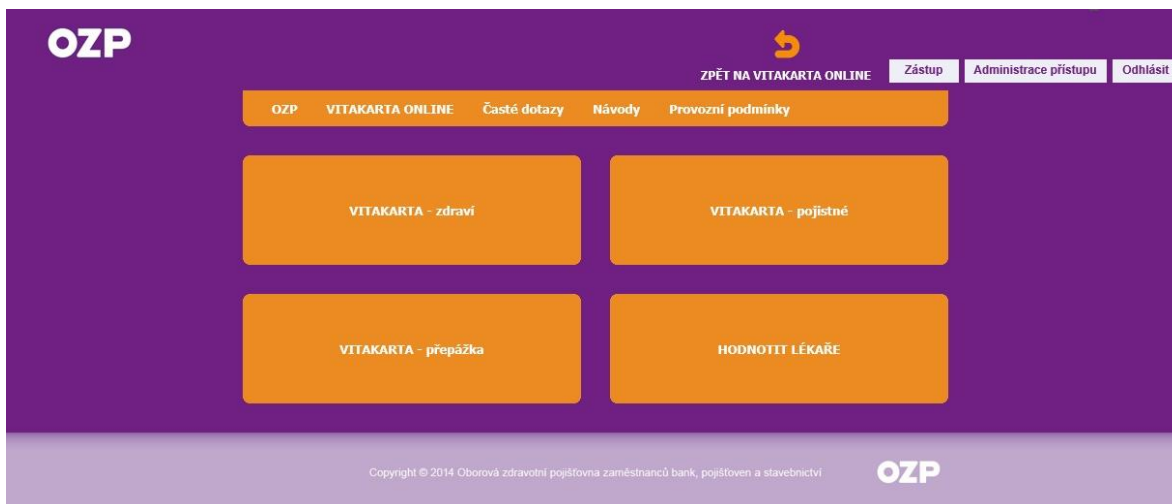 OZP
ZPĚT NA VITAKARTA ONLINE
Zástup
Administrace přístupu
Odhlásit
OZP VITAKARTA ONLINE Časté dotazy Návody Provozní podmínky
VITAKARTA - zdraví
VITAKARTA - pojistné
VITAKARTA - přepážka
HODNOTIT LÉKAŘE
Copyright © 2014 Oborová zdravotní pojišťovna zaměstnanců bank, pojišťoven a stavebnictví
OZP